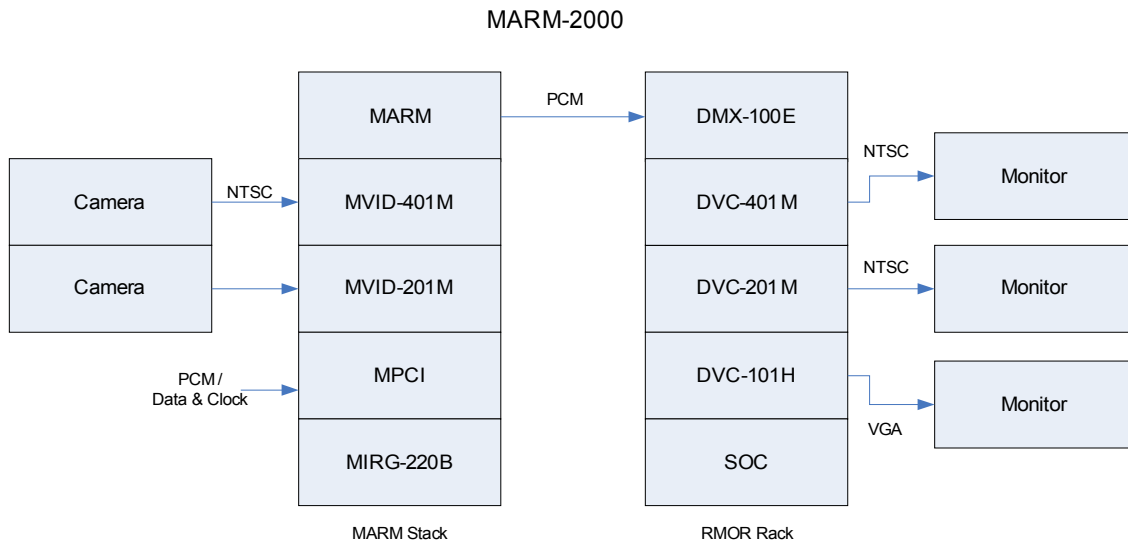 MARM-2000
MARM
PCM
DMX-100E
Camera
NTSC
MVID-401M
DVC-401M
NTSC
Monitor
Camera
MVID-201M
DVC-201M
NTSC
Monitor
PCM /
Data & Clock
MPCI
DVC-101H
VGA
Monitor
MIRG-220B
SOC
MARM Stack
RMOR Rack